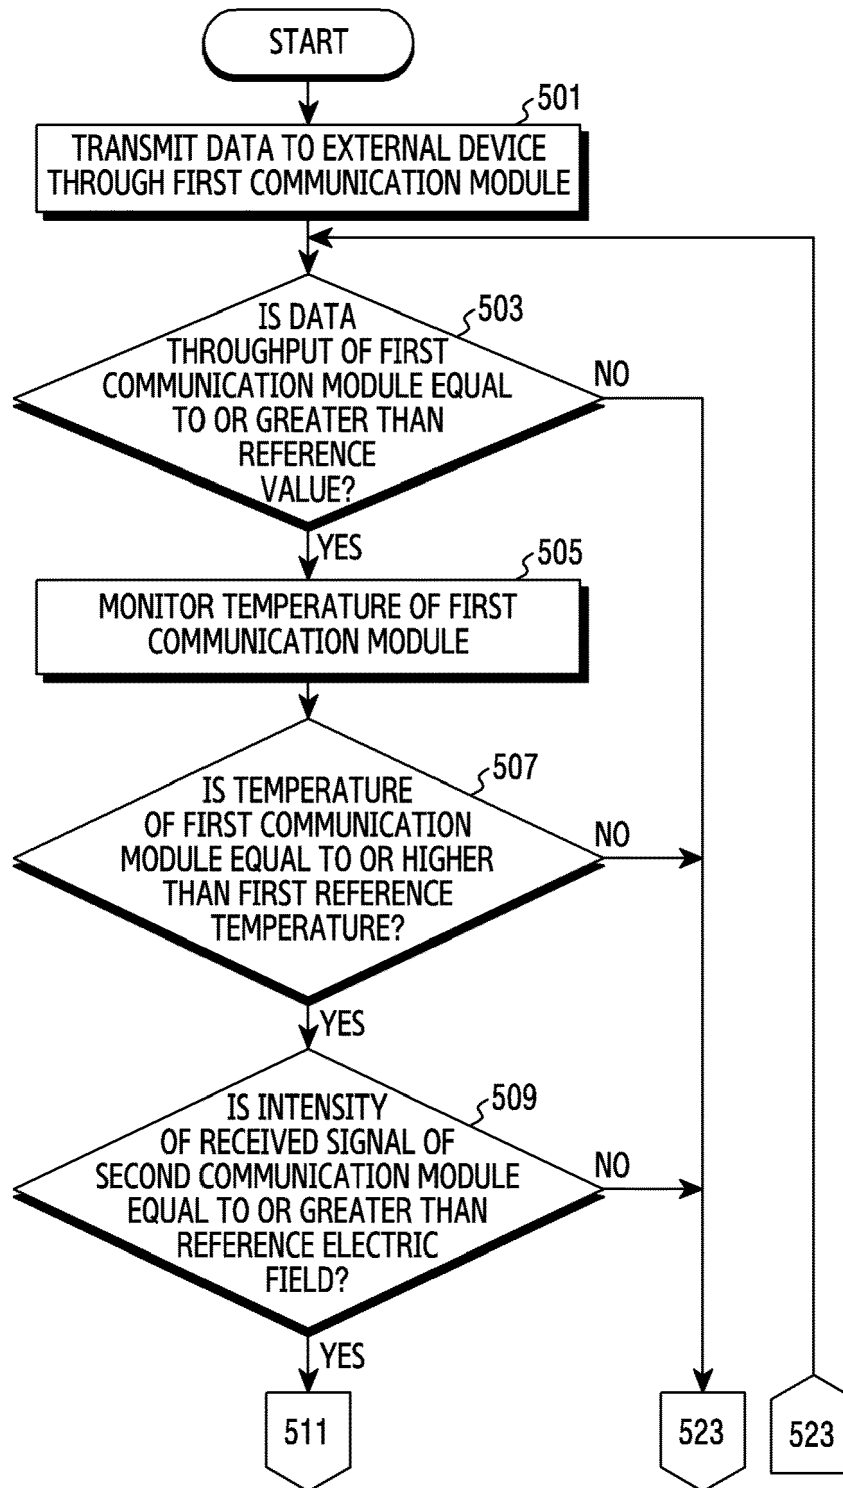 START
501
TRANSMIT DATA TO EXTERNAL DEVICE
THROUGH FIRST COMMUNICATION MODULE
503
IS DATA
THROUGHPUT OF FIRST
COMMUNICATION MODULE EQUAL
TO OR GREATER THAN
REFERENCE
VALUE?
NO
YES
505
MONITOR TEMPERATURE OF FIRST
COMMUNICATION MODULE
507
IS TEMPERATURE
OF FIRST COMMUNICATION
MODULE EQUAL TO OR HIGHER
THAN FIRST REFERENCE
TEMPERATURE?
NO
YES
509
IS INTENSITY
OF RECEIVED SIGNAL OF
SECOND COMMUNICATION MODULE
EQUAL TO OR GREATER THAN
REFERENCE ELECTRIC
FIELD?
NO
YES
511
523
523